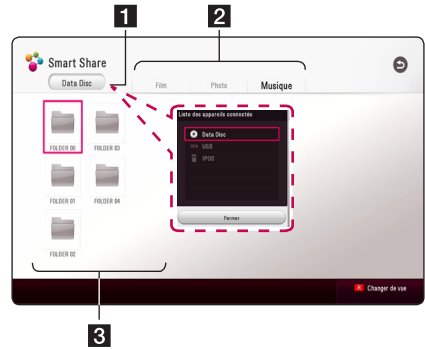 1
2
Smart Share
Data Disc
Film
Photo
Musique
Liste des appareils connectés
Data Disc
USB
IPOD
Fermer
FOLDER 00
FOLDER 03
FOLDER 01
FOLDER 04
FOLDER 02
R Changer de vue
3